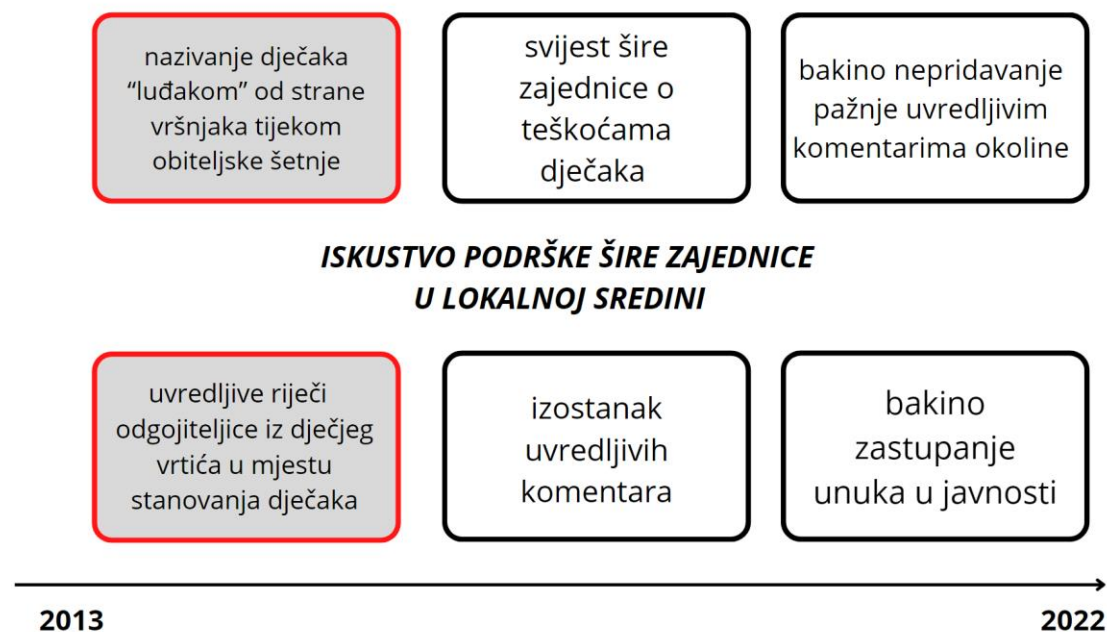 nazivanje dječaka
“luđakom” od strane
vršnjaka tijekom
obiteljske šetnje
svijest šire
zajednice o
teškoćama
dječaka
bakino nepridavanje
pažnje uvredljivim
komentarima okoline
ISKUSTVO PODRŠKE ŠIRE ZAJEDNICE
U LOKALNOJ SREDINI
uvredljive riječi
odgojiteljice iz dječjeg
vrtića u mjestu
stanovanja dječaka
izostanak
uvredljivih
komentara
bakino
zastupanje
unuka u javnosti
2013
2022